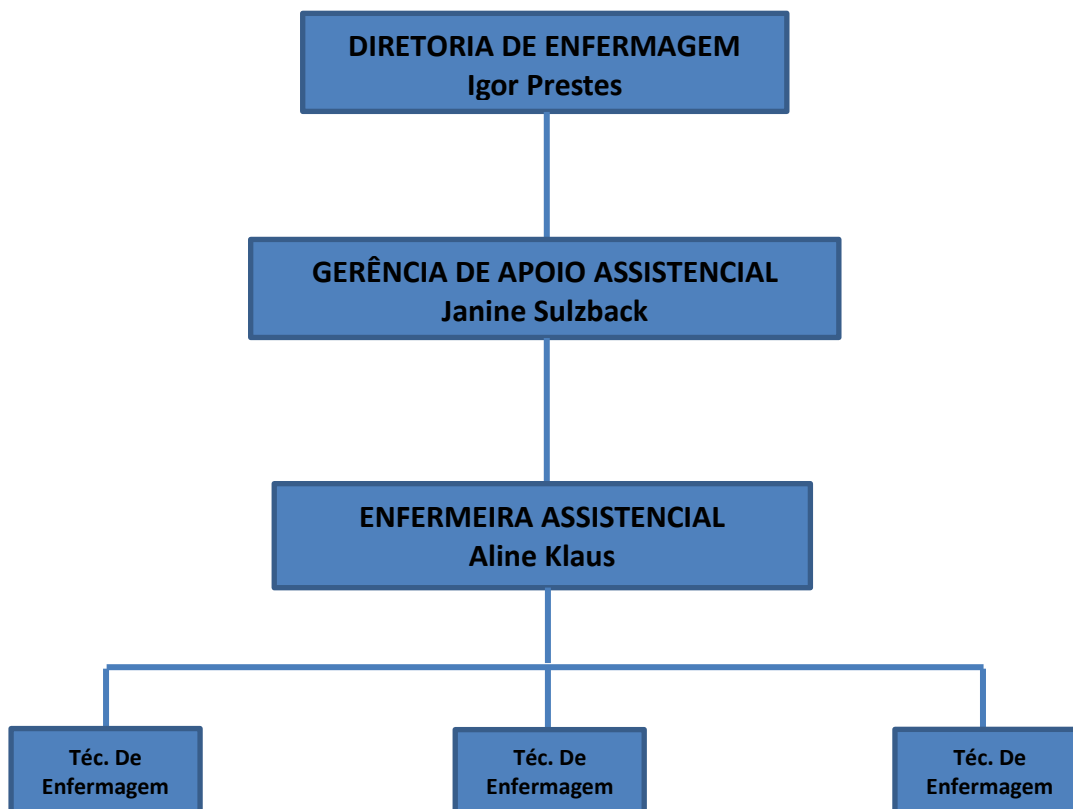 DIRETORIA DE ENFERMAGEM
Igor Prestes
GERÊNCIA DE APOIO ASSISTENCIAL
Janine Sulzback
ENFERMEIRA ASSISTENCIAL
Aline Klaus
Téc. De
Enfermagem
Téc. De
Enfermagem
Téc. De
Enfermagem